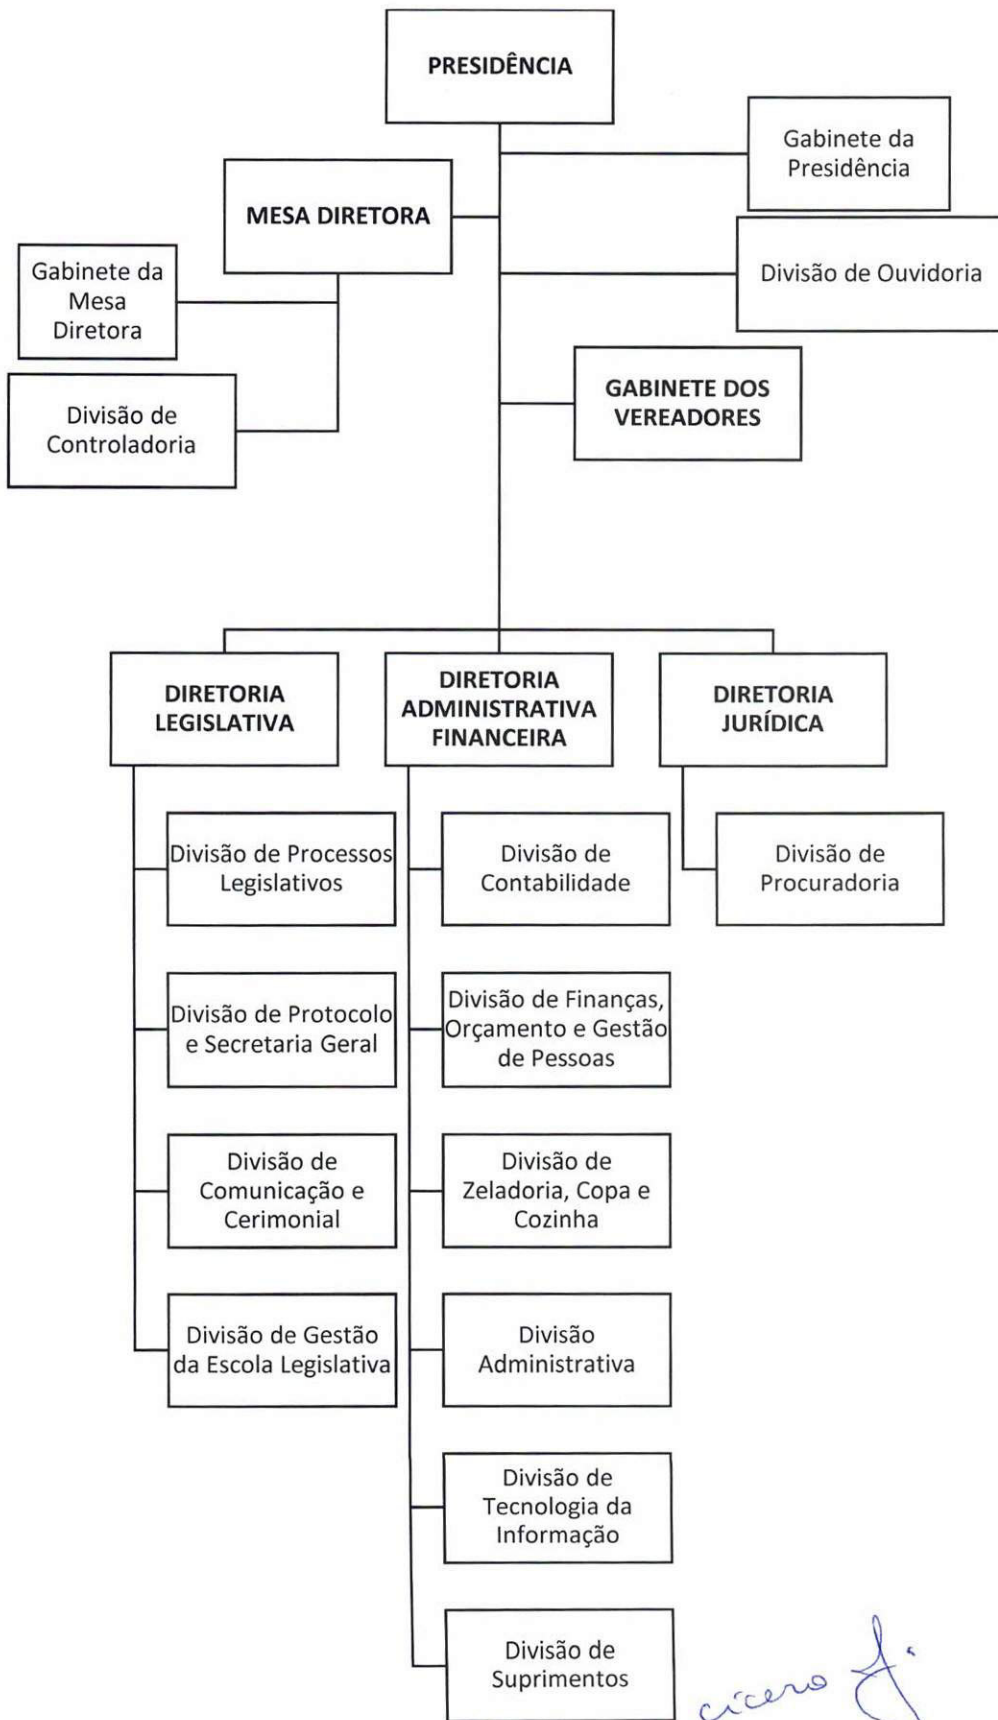 PRESIDÊNCIA
Gabinete da
Presidência
MESA DIRETORA
Gabinete da
Mesa
Diretora
Divisão de Ouvidoria
GABINETE DOS
VEREADORES
Divisão de
Controladoria
DIRETORIA
LEGISLATIVA
DIRETORIA
ADMINISTRATIVA
FINANCEIRA
DIRETORIA
JURÍDICA
Divisão de Processos
Legislativos
Divisão de
Contabilidade
Divisão de
Procuradoria
Divisão de Protocolo
e Secretaria Geral
Divisão de Finanças,
Orçamento e Gestão
de Pessoas
Divisão de
Comunicação e
Cerimonial
Divisão de
Zeladoria, Copa e
Cozinha
Divisão de Gestão
da Escola Legislativa
Divisão
Administrativa
Divisão de
Tecnologia da
Informação
Divisão de
Suprimentos
cícero